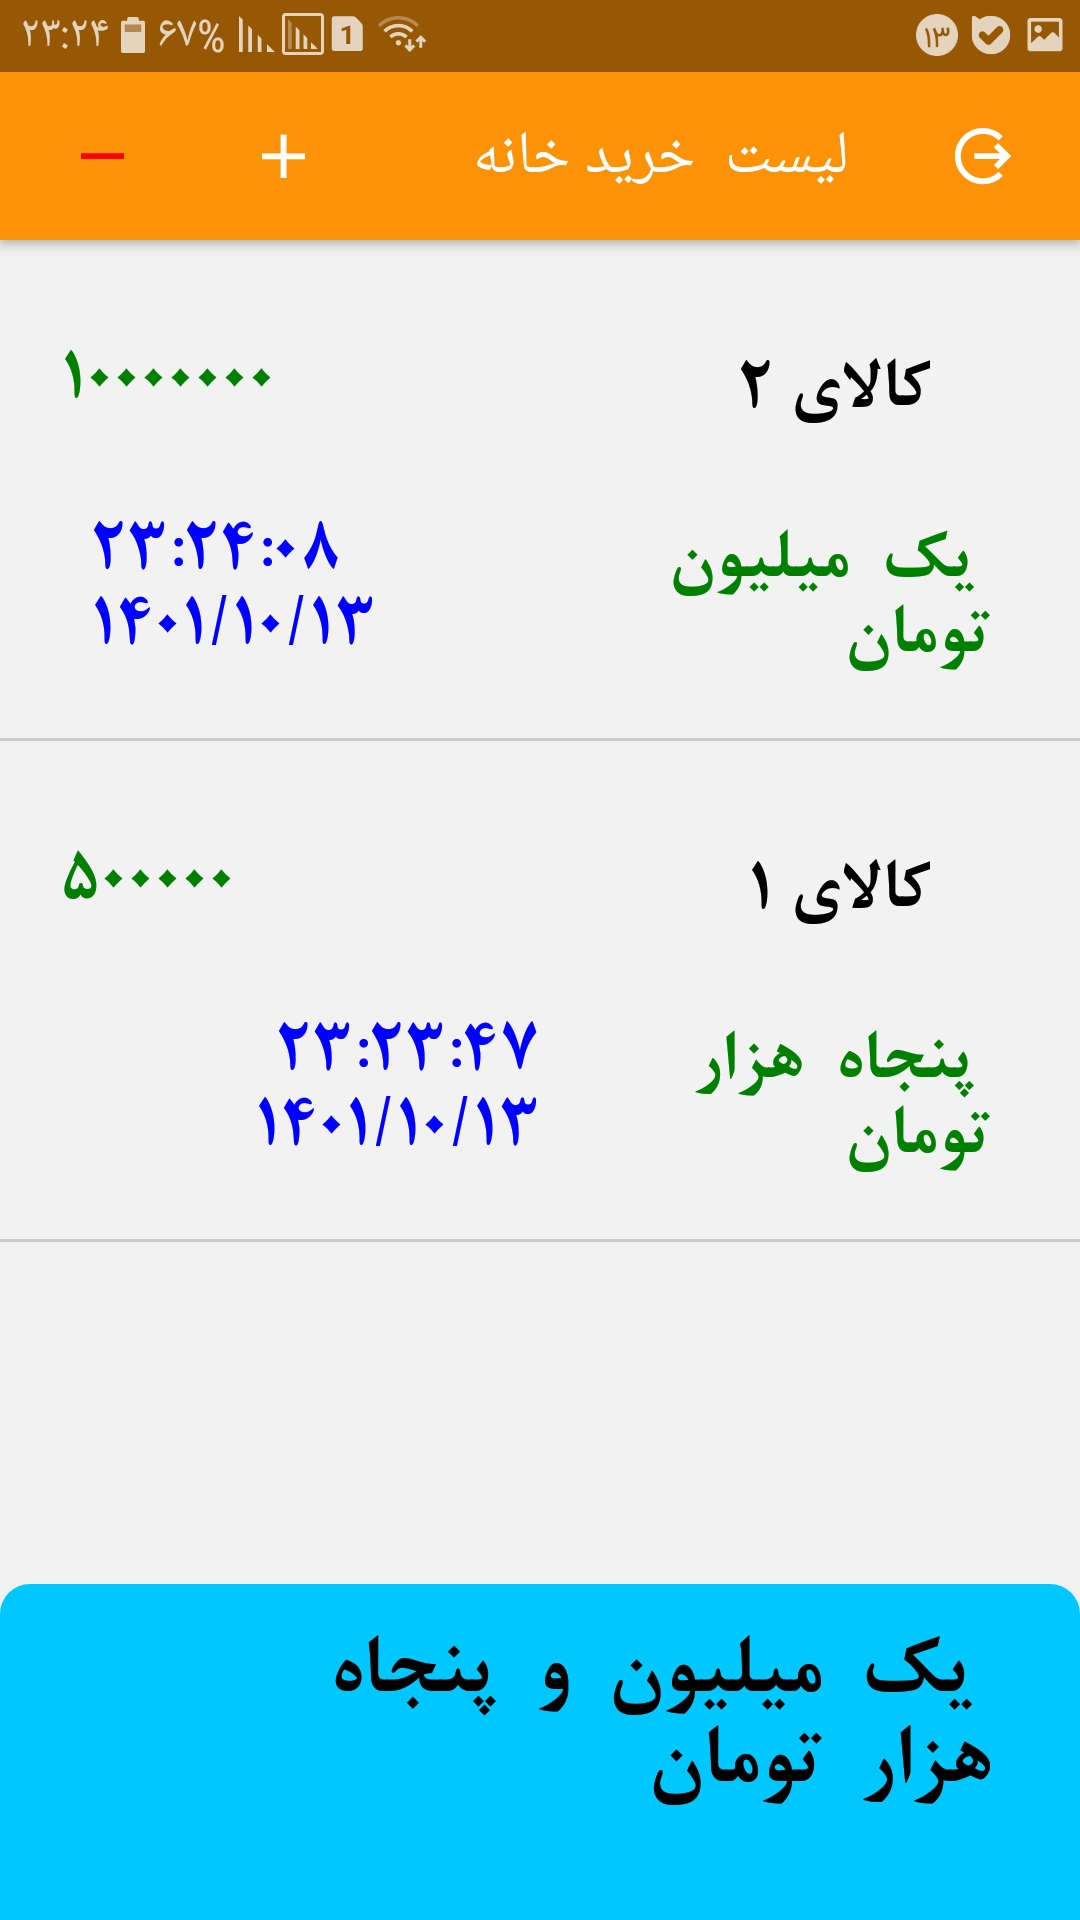 ۲۳:۲۴ ۶۷% 1 ۱۳
لیست خرید خانه
کالای ۲
۱۰۰۰۰۰۰۰
یک میلیون
تومان
۲۳:۲۴:۰۸
۱۴۰۱/۱۰/۱۳
کالای ۱
۵۰۰۰۰۰
پنجاه هزار
تومان
۲۳:۲۳:۴۷
۱۴۰۱/۱۰/۱۳
یک میلیون و پنجاه
هزار تومان